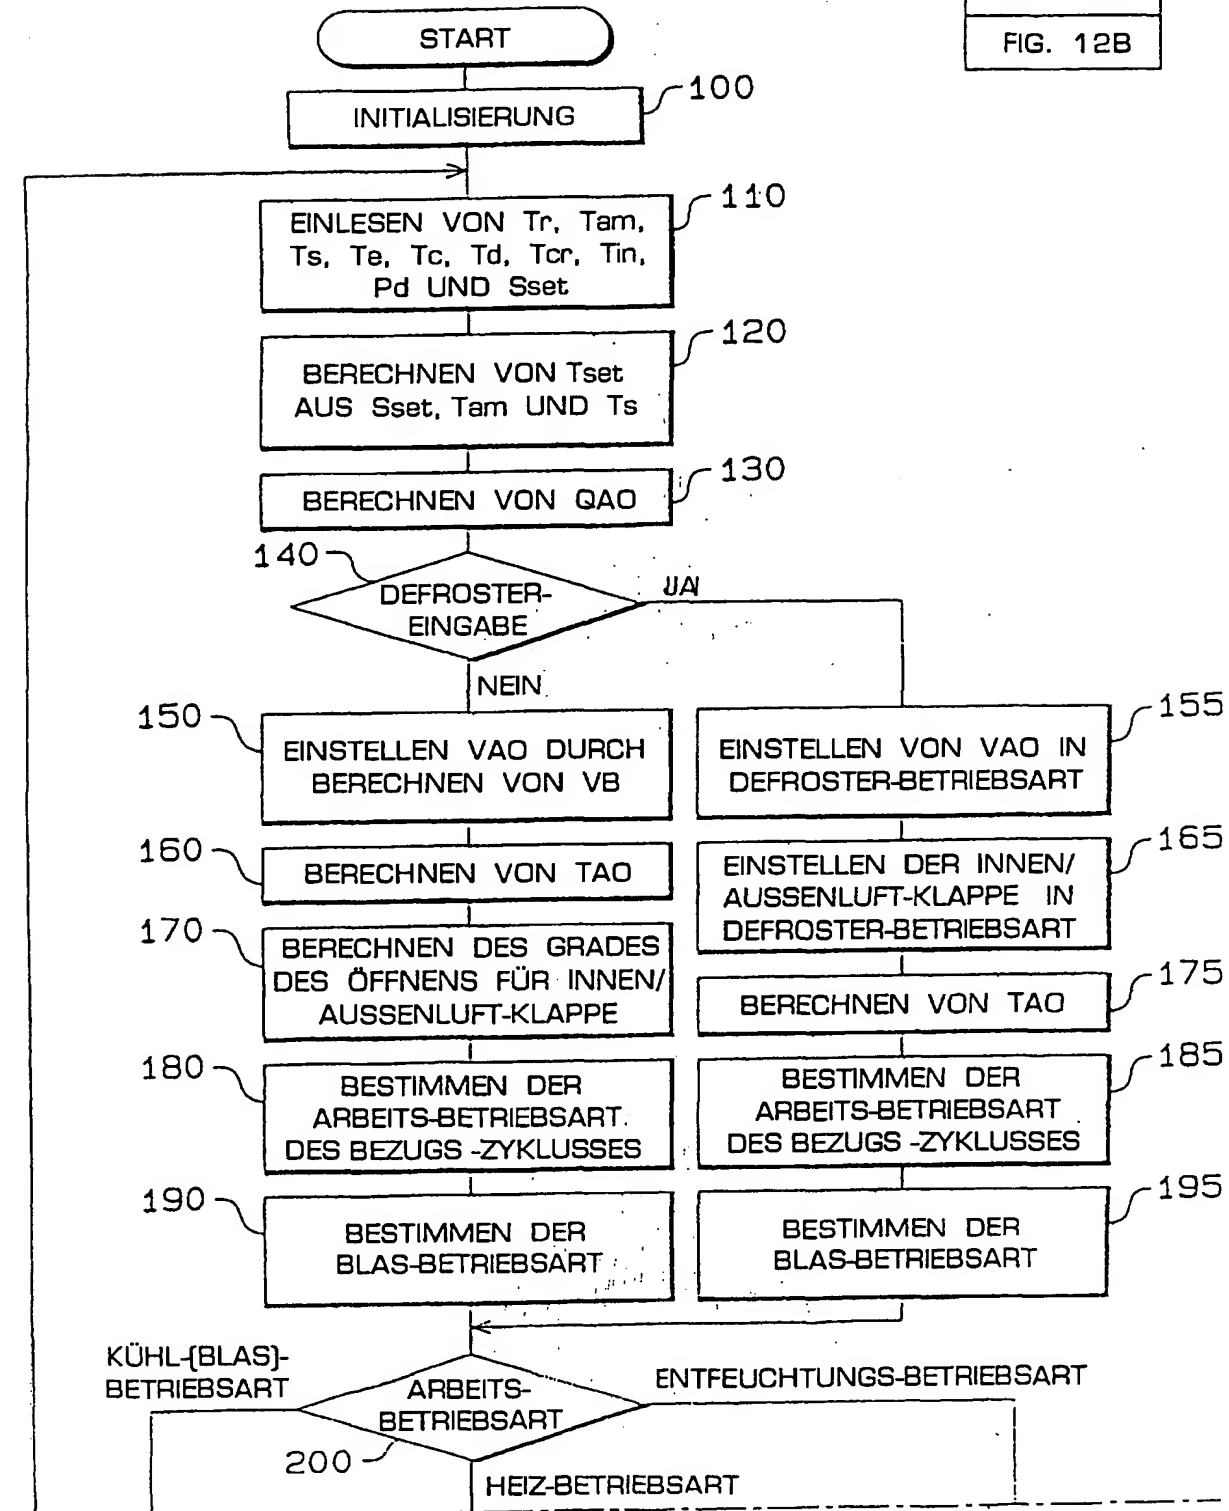 FIG. 12B
START
100
INITIALISIERUNG
110
EINLESEN VON Tr, Tam,
Ts, Te, Tc, Td, Tcr, Tin,
Pd UND Sset
120
BERECHNEN VON Tset
AUS Sset, Tam UND Ts
130
BERECHNEN VON QAO
140
DEFROSTER-
EINGABE
JA
NEIN
150
EINSTELLEN VAO DURCH
BERECHNEN VON VB
155
EINSTELLEN VON VAO IN
DEFROSTER-BETRIEBSART
160
BERECHNEN VON TAO
165
EINSTELLEN DER INNEN/
AUSSENLUFT-KLAPPE IN
DEFROSTER-BETRIEBSART
170
BERECHNEN DES GRADES
DES ÖFFNENS FÜR INNEN/
AUSSENLUFT-KLAPPE
175
BERECHNEN VON TAO
180
BESTIMMEN DER
ARBEITS-BETRIEBSART
DES BEZUGS-ZYKLUSSES
185
BESTIMMEN DER
ARBEITS-BETRIEBSART
DES BEZUGS-ZYKLUSSES
190
BESTIMMEN DER
BLAS-BETRIEBSART
195
BESTIMMEN DER
BLAS-BETRIEBSART
KÜHL-(BLAS)-
BETRIEBSART
ARBEITS-
BETRIEBSART
ENTFEUCHTUNGS-BETRIEBSART
200
HEIZ-BETRIEBSART